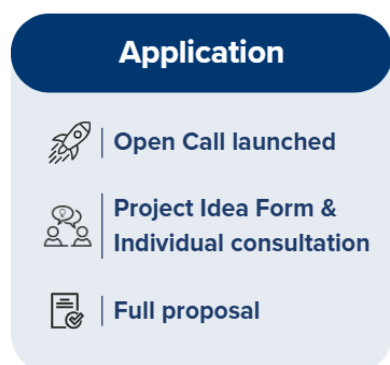 Application
Open Call launched
Project Idea Form &
Individual consultation
Full proposal